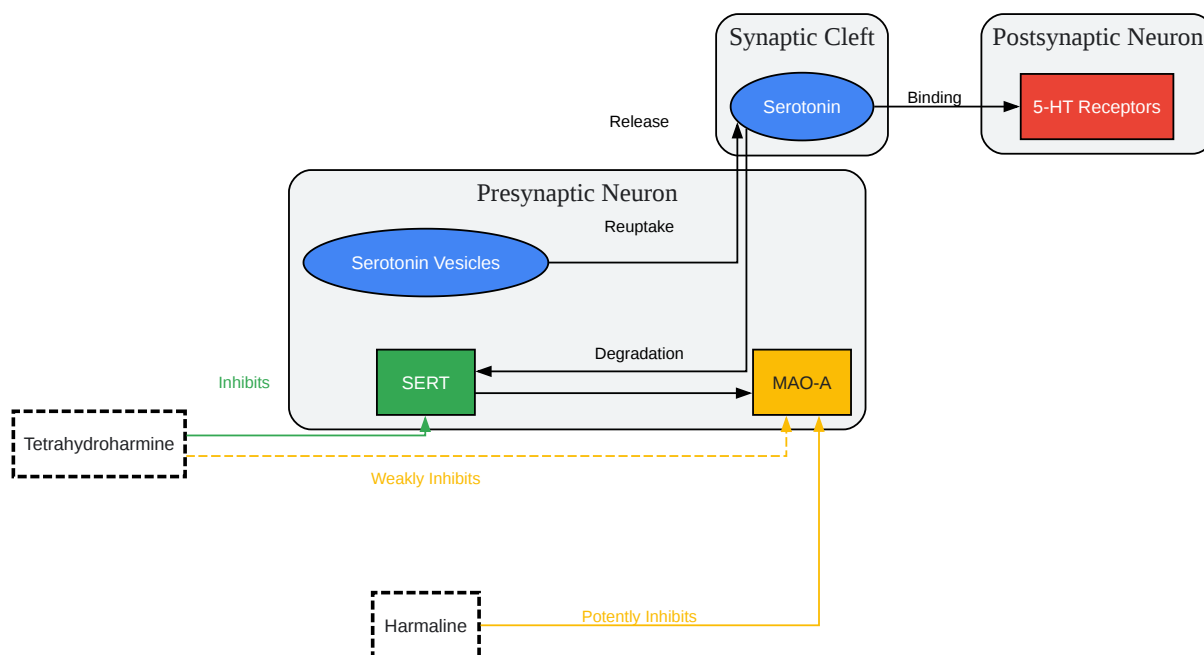 Synaptic Cleft
Postsynaptic Neuron
Serotonin
Binding
5-HT Receptors
Release
Presynaptic Neuron
Reuptake
Serotonin Vesicles
Degradation
SERT
MAO-A
Inhibits
Tetrahydroharmine
Weakly Inhibits
Potently Inhibits
Harmaline